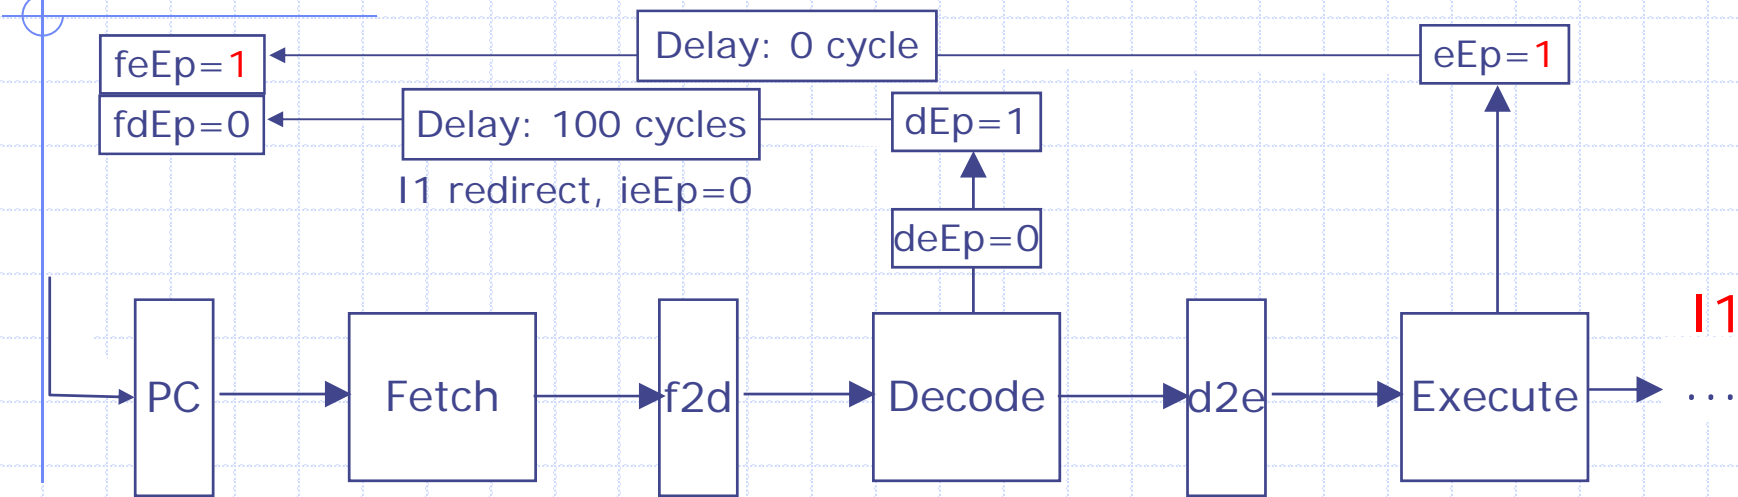 Delay: 0 cycle
eEp=1
feEp=1
fdEp=0
Delay: 100 cycles
dEp=1
I1 redirect, ieEp=0
deEp=0
I1
PC
Fetch
f2d
Decode
d2e
Execute
...